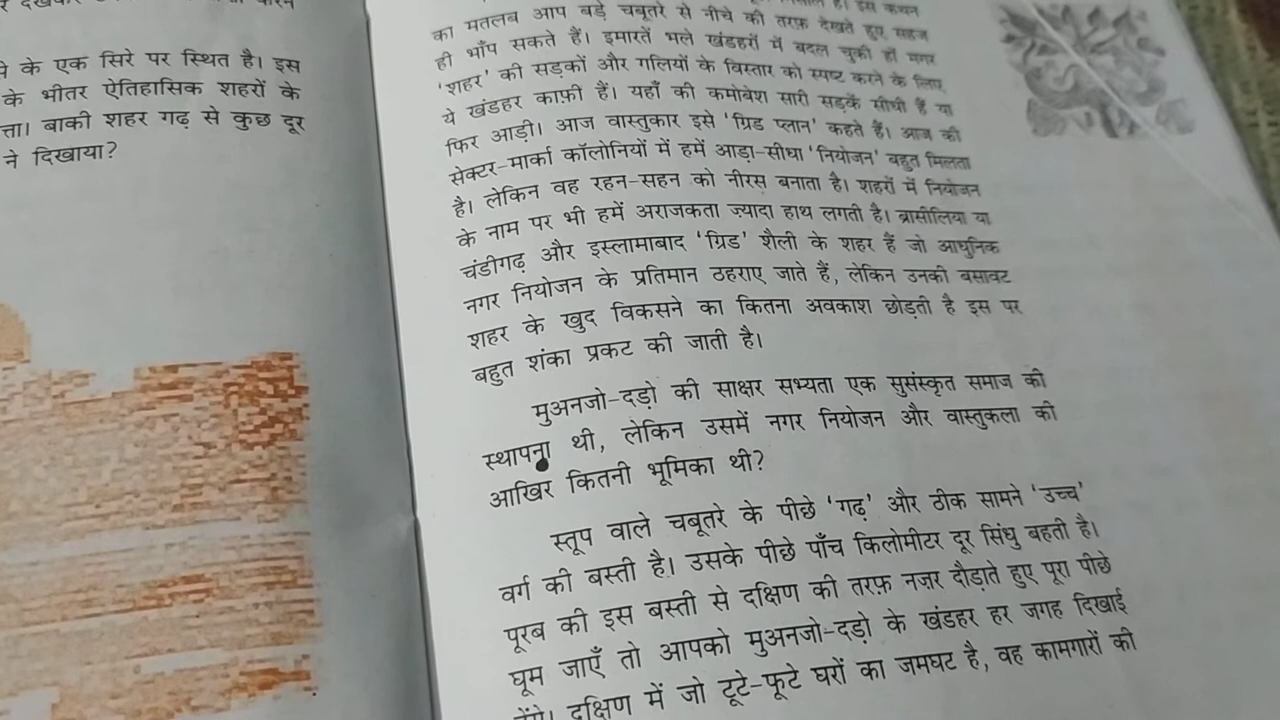 के एक सिरे पर स्थित है। इस
के भीतर ऐतिहासिक शहरों के
त्ता। बाकी शहर गढ़ से कुछ दूर
ने दिखाया?
का मतलब आप बड़े चबूतरे से नीचे की तरफ़ देखते हुए सहज
ही भाँप सकते हैं। इमारतें भले खंडहरों में बदल चुकी हों मगर
'शहर' की सड़कों और गलियों के विस्तार को स्पष्ट करने के लिए
ये खंडहर काफ़ी हैं। यहाँ की कमोबेश सारी सड़कें सीधी हैं या
फिर आड़ी। आज वास्तुकार इसे 'ग्रिड प्लान' कहते हैं। आज की
सेक्टर-मार्का कॉलोनियों में हमें आड़ा-सीधा 'नियोजन' बहुत मिलता
है। लेकिन वह रहन-सहन को नीरस बनाता है। शहरों में नियोजन
के नाम पर भी हमें अराजकता ज़्यादा हाथ लगती है। ब्रासीलिया या
चंडीगढ़ और इस्लामाबाद 'ग्रिड' शैली के शहर हैं जो आधुनिक
नगर नियोजन के प्रतिमान ठहराए जाते हैं, लेकिन उनकी बसावट
शहर के खुद विकसने का कितना अवकाश छोड़ती है इस पर
बहुत शंका प्रकट की जाती है।
मुअनजो-दड़ो की साक्षर सभ्यता एक सुसंस्कृत समाज की
स्थापना थी, लेकिन उसमें नगर नियोजन और वास्तुकला की
आखिर कितनी भूमिका थी?
स्तूप वाले चबूतरे के पीछे 'गढ़' और ठीक सामने 'उच्च'
वर्ग की बस्ती है। उसके पीछे पाँच किलोमीटर दूर सिंधु बहती है।
पूरब की इस बस्ती से दक्षिण की तरफ़ नज़र दौड़ाते हुए पूरा पीछे
घूम जाएँ तो आपको मुअनजो-दड़ो के खंडहर हर जगह दिखाई
दक्षिण में जो टूटे-फूटे घरों का जमघट है, वह कामगारों की